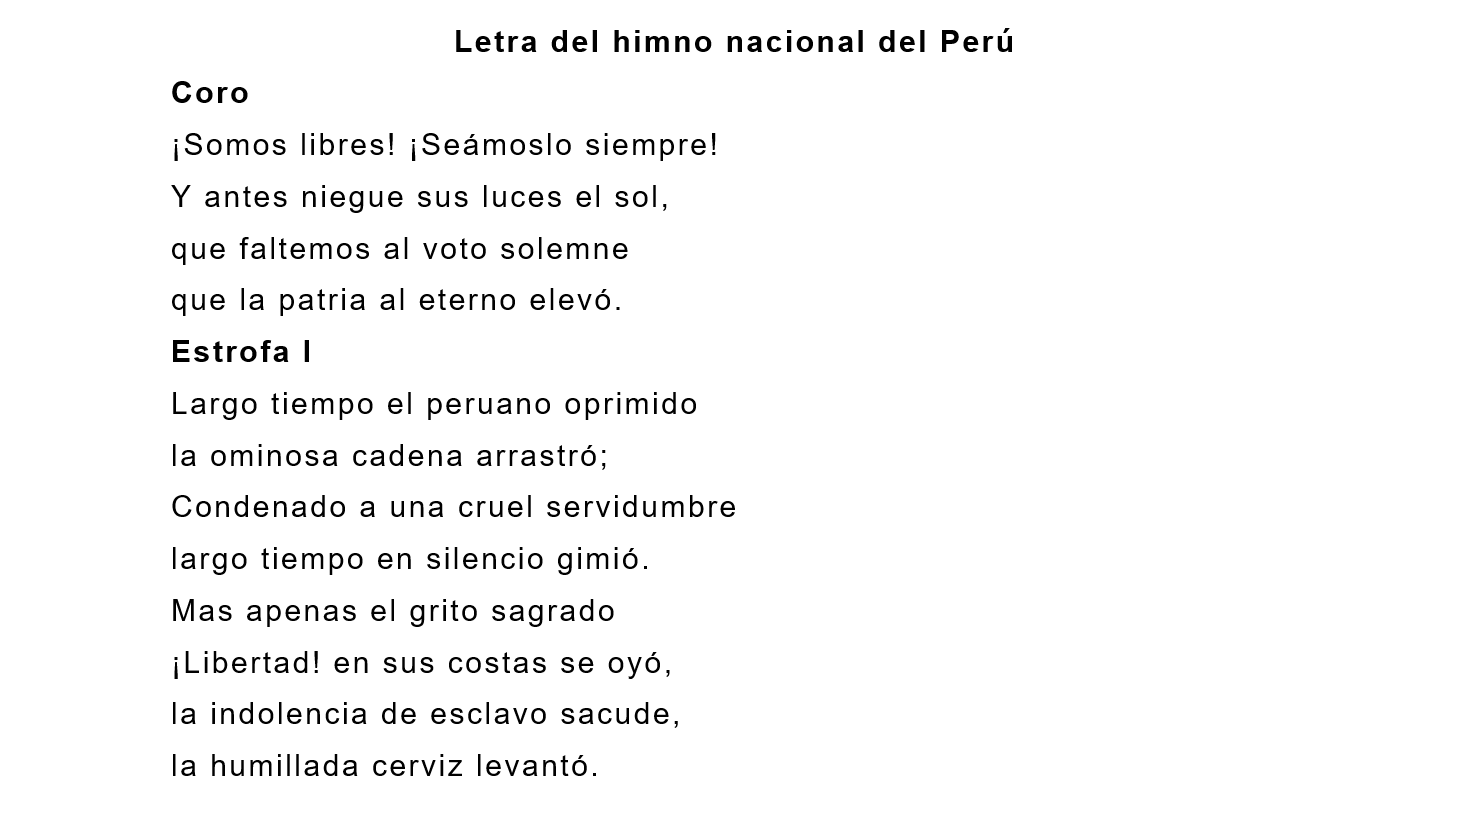 Letra del himno nacional del Perú
Coro
¡Somos libres! ¡Seámoslo siempre!
Y antes niegue sus luces el sol,
que faltemos al voto solemne
que la patria al eterno elevó.
Estrofa I
Largo tiempo el peruano oprimido
la ominosa cadena arrastró;
Condenado a una cruel servidumbre
largo tiempo en silencio gimió.
Mas apenas el grito sagrado
¡Libertad! en sus costas se oyó,
la indolencia de esclavo sacude,
la humillada cerviz levantó.